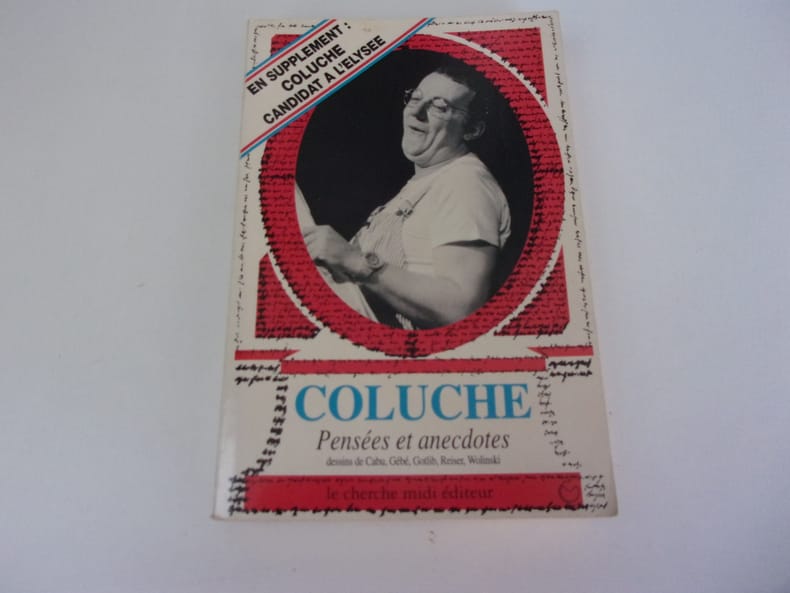 EN SUPPLEMENT :
COLUCHE
CANDIDAT A L'ELYSEE
COLUCHE
Pensées et anecdotes
dessins de Cabu, Gébé, Gotlib, Reiser, Wolinski
le cherche midi éditeur